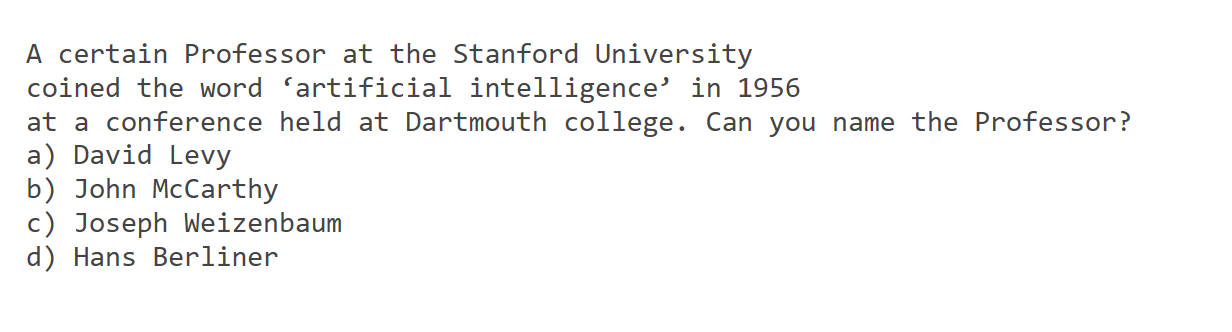 A certain Professor at the Stanford University
coined the word ‘artificial intelligence’ in 1956
at a conference held at Dartmouth college. Can you name the Professor?
a) David Levy
b) John McCarthy
c) Joseph Weizenbaum
d) Hans Berliner